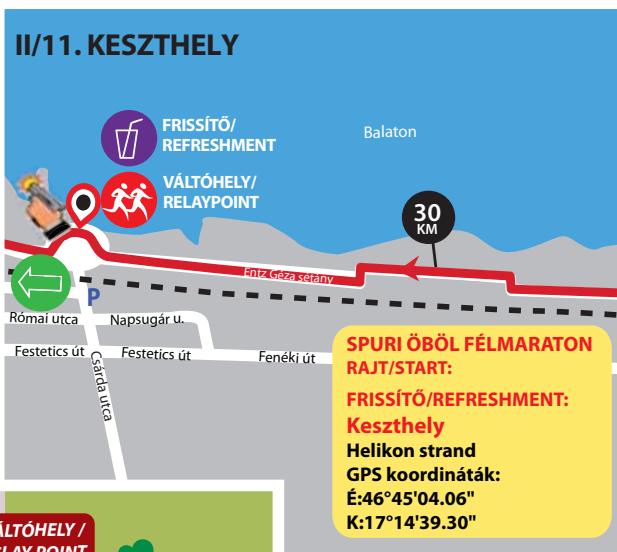 II/11. KESZTHELY
FRISSÍTŐ/
REFRESHMENT
Balaton
VÁLTÓHELY/
RELAYPOINT
30
KM
Entz Géza sétány
P
Római utca
Napsugár u.
Festetics út
Festetics út
Fenéki út
Csárda utca
SPURI ÖBÖL FÉLMARATON
RAJT/START:
FRISSÍTŐ/REFRESHMENT:
Keszthely
Helikon strand
GPS koordináták:
É:46°45'04.06"
K:17°14'39.30"
ÁLTÓHELY /
LAY POINT